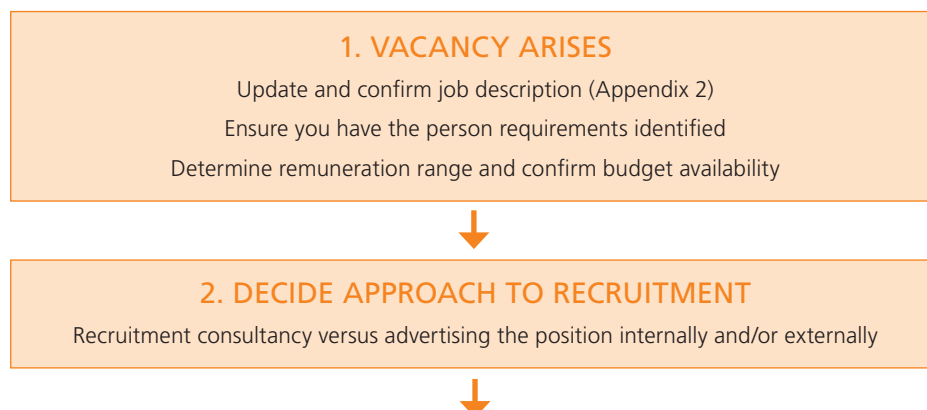 1. VACANCY ARISES
Update and confirm job description (Appendix 2)
Ensure you have the person requirements identified
Determine remuneration range and confirm budget availability
2. DECIDE APPROACH TO RECRUITMENT
Recruitment consultancy versus advertising the position internally and/or externally